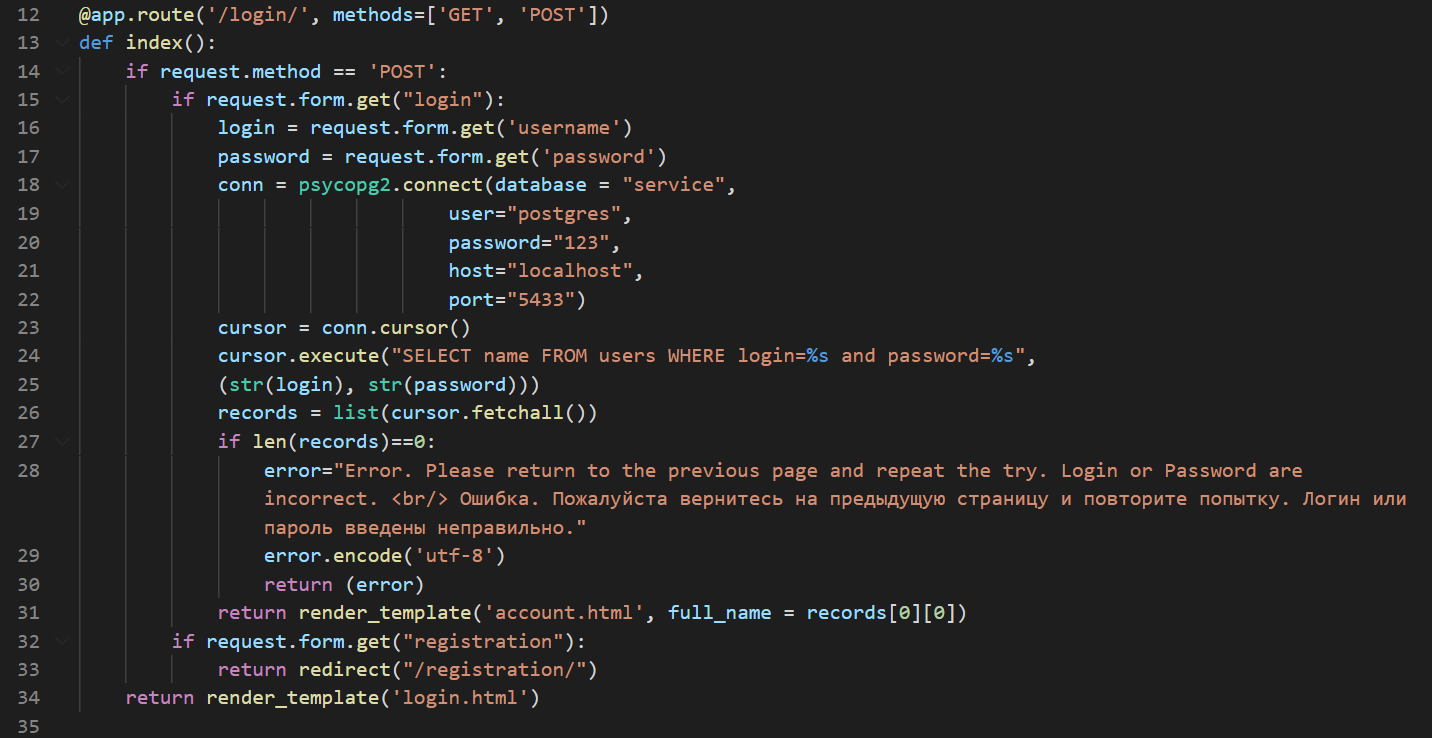 12 @app.route('/login/', methods=['GET', 'POST'])
13 def index():
14     if request.method == 'POST':
15         if request.form.get("login"):
16             login = request.form.get('username')
17             password = request.form.get('password')
18             conn = psycopg2.connect(database = "service",
19                                 user="postgres",
20                                 password="123",
21                                 host="localhost",
22                                 port="5433")
23             cursor = conn.cursor()
24             cursor.execute("SELECT name FROM users WHERE login=%s and password=%s",
25             (str(login), str(password)))
26             records = list(cursor.fetchall())
27             if len(records)==0:
28                 error="Error. Please return to the previous page and repeat the try. Login or Password are
                incorrect. <br/> Ошибка. Пожалуйста вернитесь на предыдущую страницу и повторите попытку. Логин или
                пароль введены неправильно."
29                 error.encode('utf-8')
30                 return (error)
31             return render_template('account.html', full_name = records[0][0])
32         if request.form.get("registration"):
33             return redirect("/registration/")
34     return render_template('login.html')
35